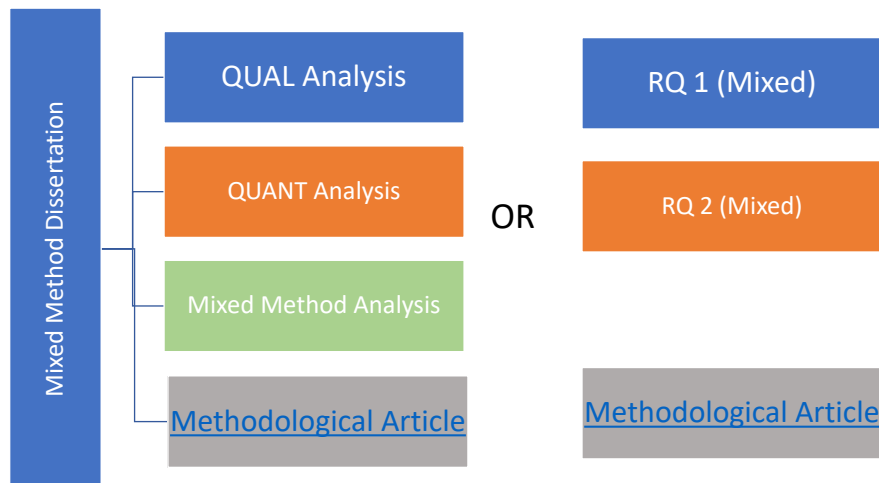 Mixed Method Dissertation
QUAL Analysis
QUANT Analysis
Mixed Method Analysis
Methodological Article
OR
RQ 1 (Mixed)
RQ 2 (Mixed)
Methodological Article